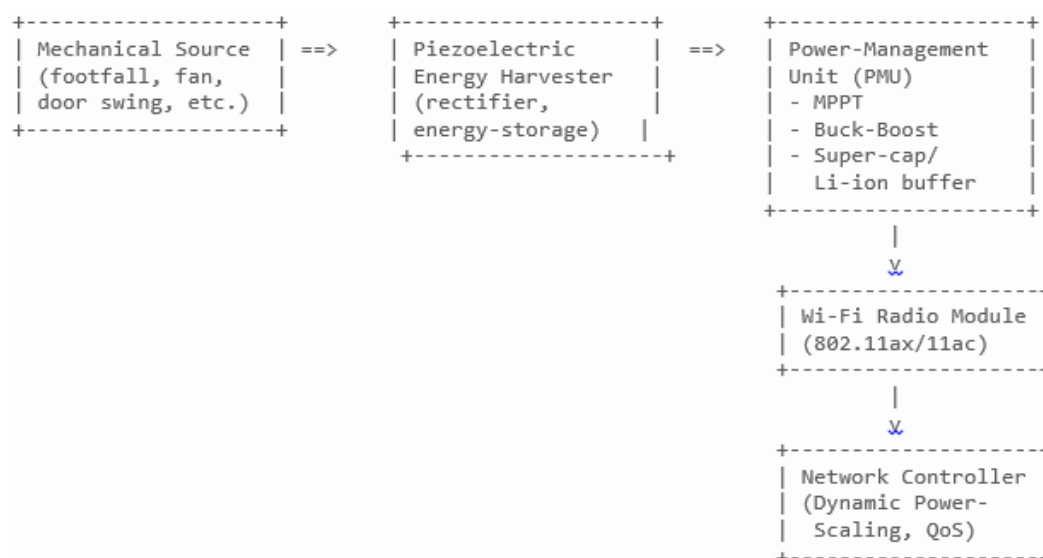 Mechanical Source ==>
(footfall, fan,
door swing, etc.)
Piezoelectric ==>
Energy Harvester
(rectifier,
energy-storage)
Power-Management
Unit (PMU)
- MPPT
- Buck-Boost
- Super-cap/
Li-ion buffer
v
Wi-Fi Radio Module
(802.11ax/11ac)
v
Network Controller
(Dynamic Power-
Scaling, QoS)